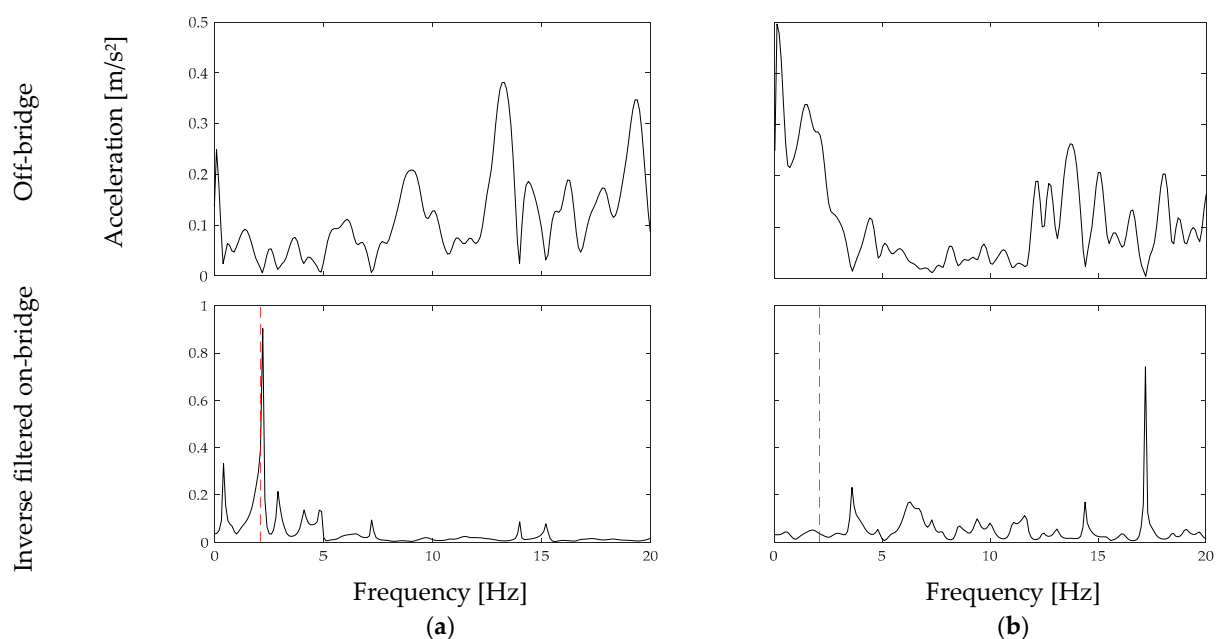 Off-bridge
Acceleration [m/s²]
0.5
0.4
0.3
0.2
0.1
0
0 5 10 15 20
0 5 10 15 20
Inverse filtered on-bridge
1
0.8
0.6
0.4
0.2
0
0 5 10 15 20
0 5 10 15 20
Frequency [Hz] Frequency [Hz]
(a) (b)